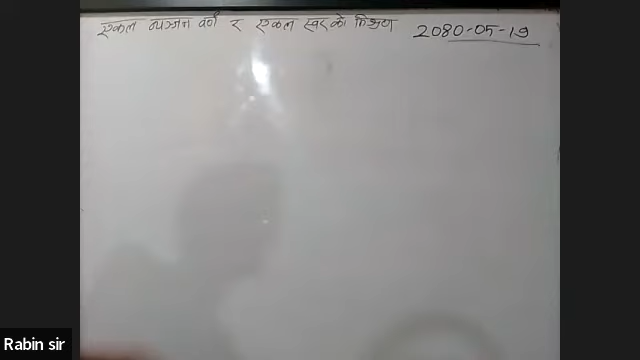 एकल व्यञ्जन वर्ण र एकल स्वरको मिश्रण 2080-05-19
Rabin sir